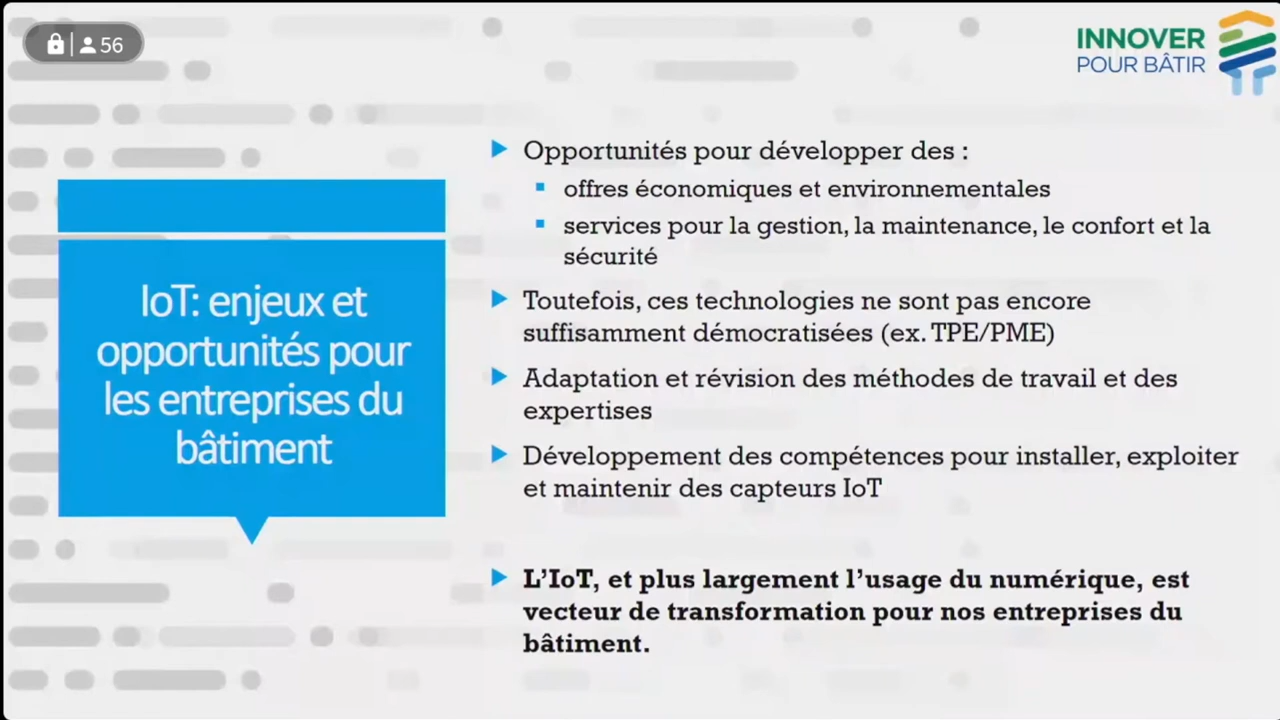 56
INNOVER
POUR BÂTIR
IoT: enjeux et
opportunités pour
les entreprises du
bâtiment
Opportunités pour développer des :
offres économiques et environnementales
services pour la gestion, la maintenance, le confort et la
sécurité
Toutefois, ces technologies ne sont pas encore
suffisamment démocratisées (ex. TPE/PME)
Adaptation et révision des méthodes de travail et des
expertises
Développement des compétences pour installer, exploiter
et maintenir des capteurs IoT
L’IoT, et plus largement l’usage du numérique, est
vecteur de transformation pour nos entreprises du
bâtiment.